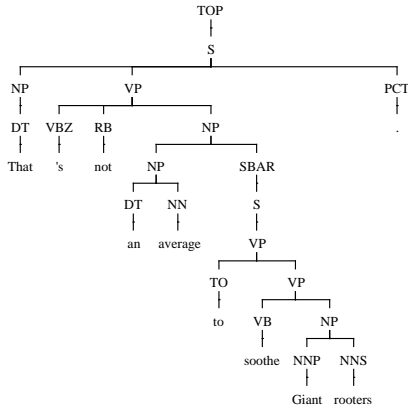 TOP
S
NP VP PCT
DT VBZ RB NP .
That 's not NP SBAR
DT NN S
an average VP
TO VP
to VB NP
soothe NNP NNS
Giant rooters